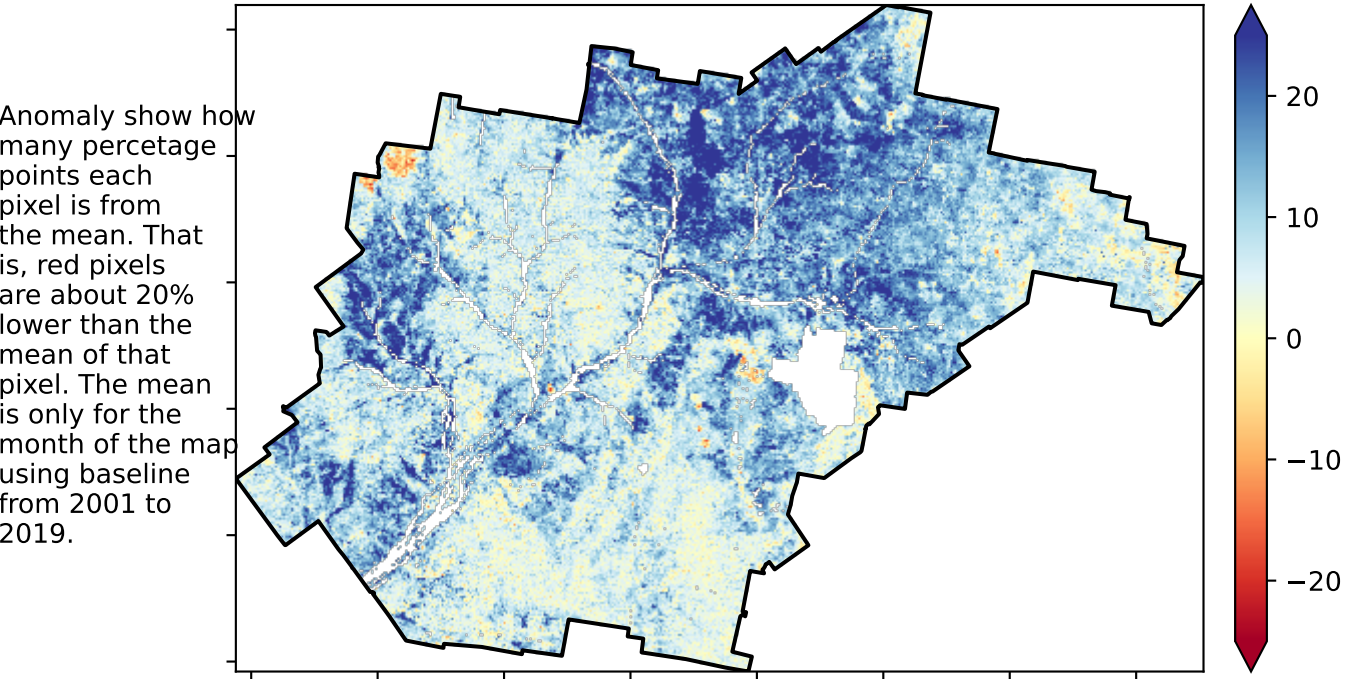 Anomaly show how
many percetage
points each
pixel is from
the mean. That
is, red pixels
are about 20%
lower than the
mean of that
pixel. The mean
is only for the
month of the map
using baseline
from 2001 to
2019.
20
10
0
−10
−20